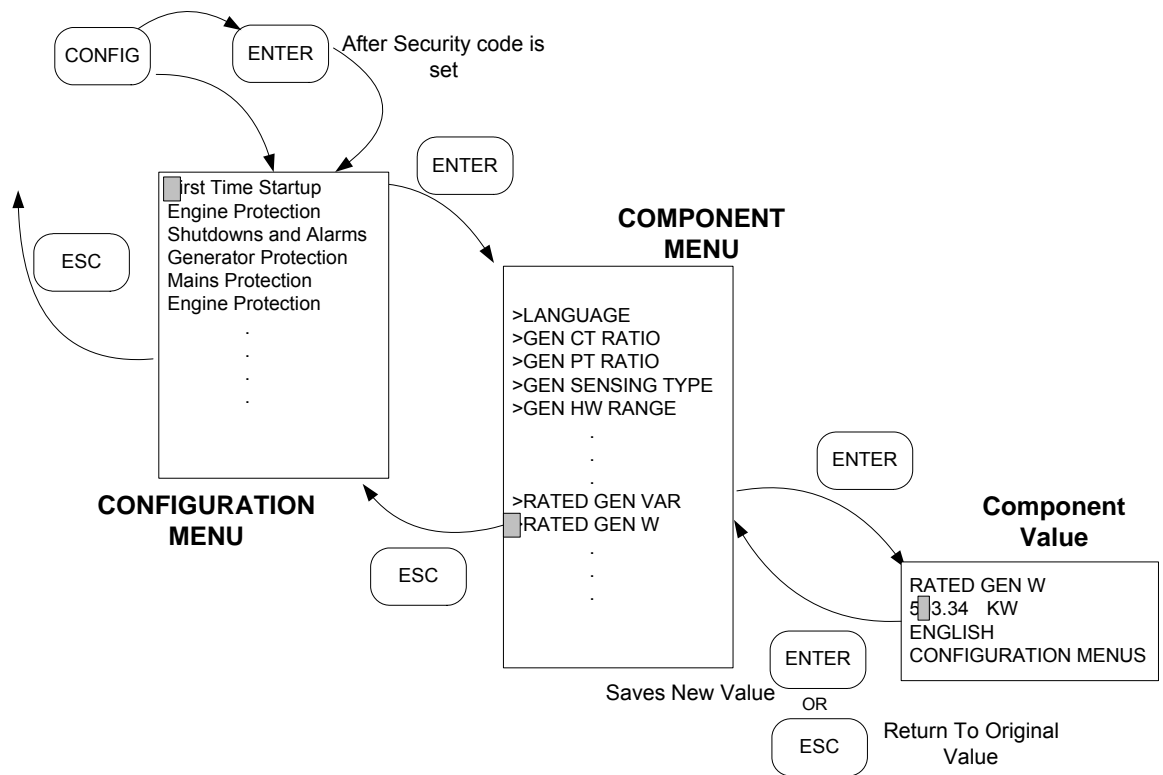 CONFIG
ENTER
After Security code is
set
ENTER
irst Time Startup
Engine Protection
Shutdowns and Alarms
Generator Protection
Mains Protection
Engine Protection
.
.
.
.
ESC
CONFIGURATION
MENU
COMPONENT
MENU
>LANGUAGE
>GEN CT RATIO
>GEN PT RATIO
>GEN SENSING TYPE
>GEN HW RANGE
.
.
.
>RATED GEN VAR
RATED GEN W
.
.
.
ESC
ENTER
Component
Value
RATED GEN W
5 3.34 KW
ENGLISH
CONFIGURATION MENUS
Saves New Value
ENTER
OR
ESC
Return To Original
Value